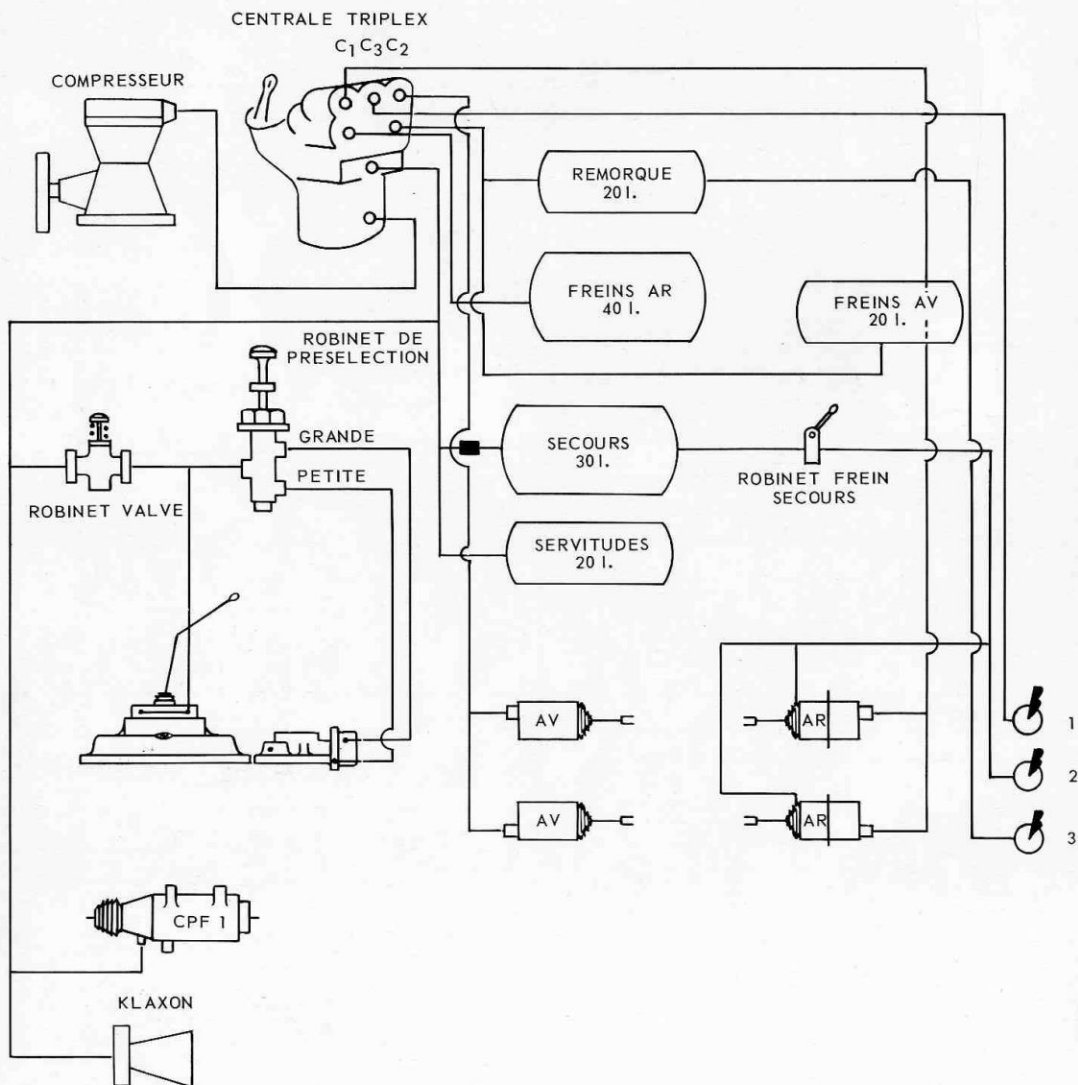 CENTRALE TRIPLEX
C1 C3 C2
COMPRESSEUR
REMORQUE
20 l.
FREINS AR
40 l.
FREINS AV
20 l.
ROBINET DE
PRESELECTION
GRANDE
PETITE
ROBINET VALVE
SECOURS
30 l.
ROBINET FREIN
SECOURS
SERVITUDES
20 l.
AV
AR
1
2
AV
AR
3
CPF 1
KLAXON